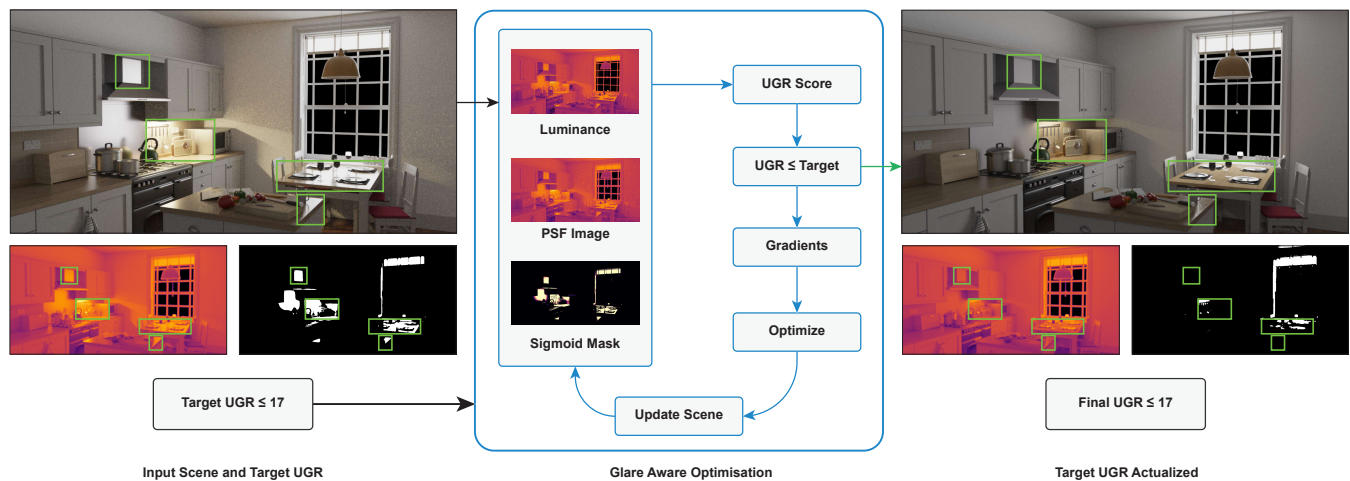 Luminance
PSF Image
Sigmoid Mask
UGR Score
UGR ≤ Target
Gradients
Optimize
Update Scene
Target UGR ≤ 17
Final UGR ≤ 17
Input Scene and Target UGR
Glare Aware Optimisation
Target UGR Actualized